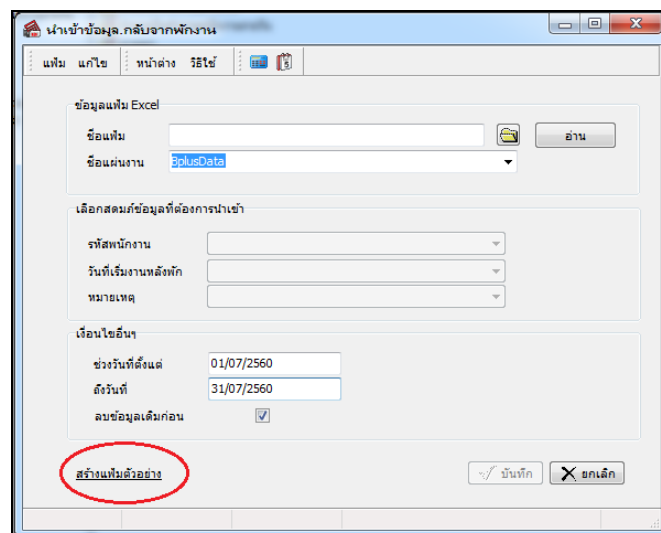 นำเข้าข้อมูล.กลับจากพักงาน
แฟ้ม แก้ไข หน้าต่าง วิธีใช้
ข้อมูลแฟ้ม Excel
ชื่อแฟ้ม อ่าน
ชื่อแผ่นงาน BplusData
เลือกสดมภ์ข้อมูลที่ต้องการนำเข้า
รหัสพนักงาน
วันที่เริ่มงานหลังพัก
หมายเหตุ
เงื่อนไขอื่นๆ
ช่วงวันที่ตั้งแต่ 01/07/2560
ถึงวันที่ 31/07/2560
ลบข้อมูลเดิมก่อน
สร้างแฟ้มตัวอย่าง บันทึก ยกเลิก